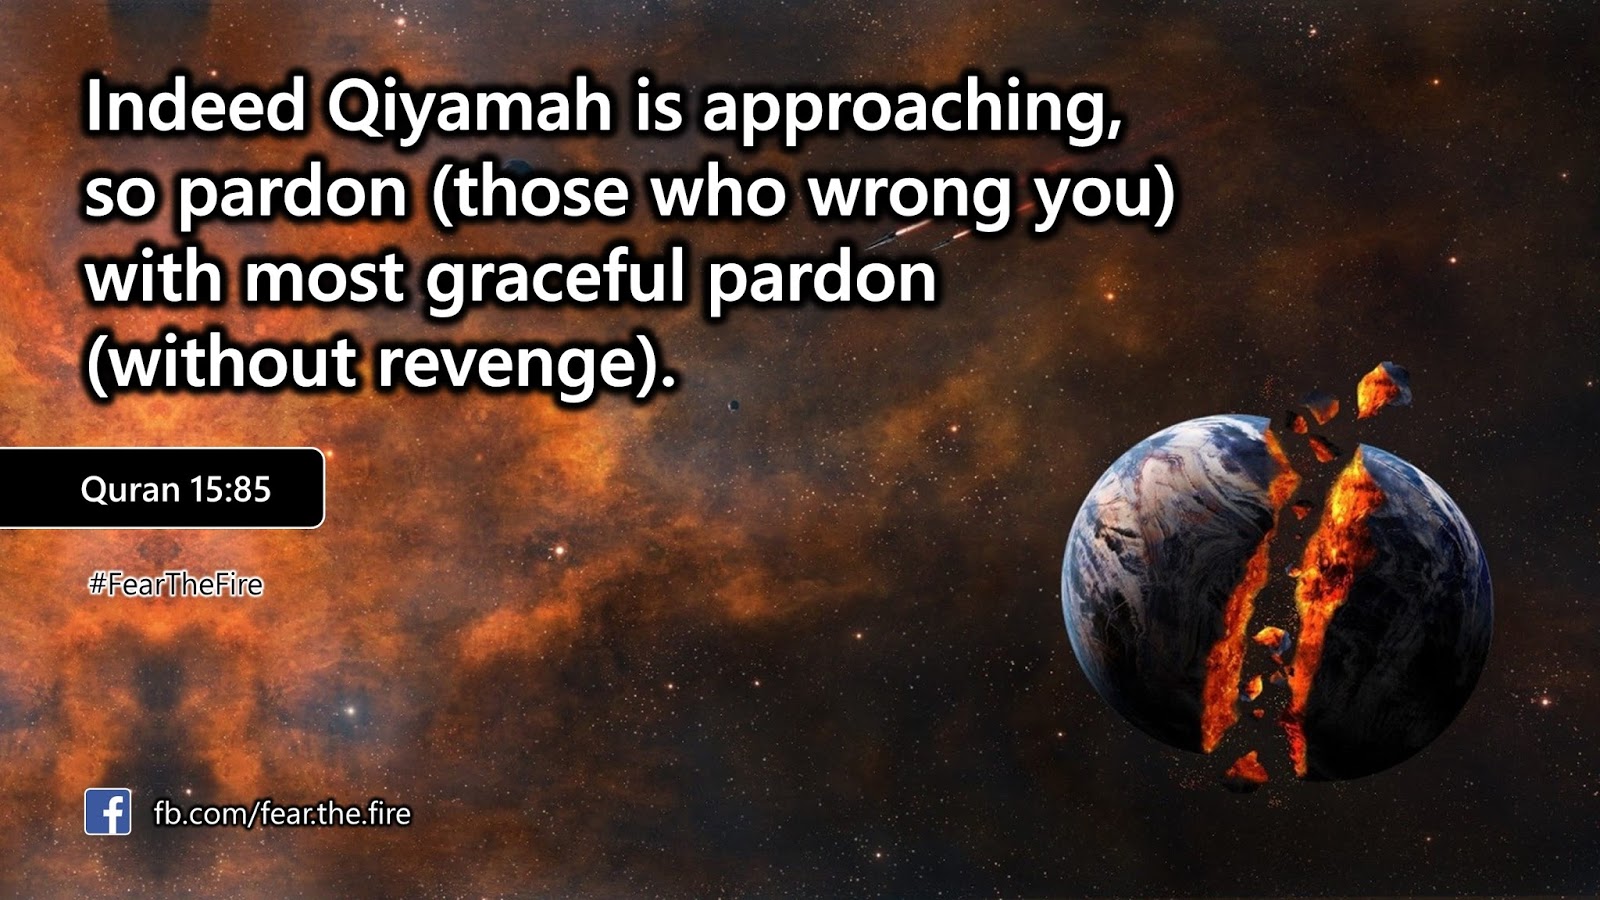 Indeed Qiyamah is approaching,
so pardon (those who wrong you)
with most graceful pardon
(without revenge).
Quran 15:85
#FearTheFire
fb.com/fear.the.fire